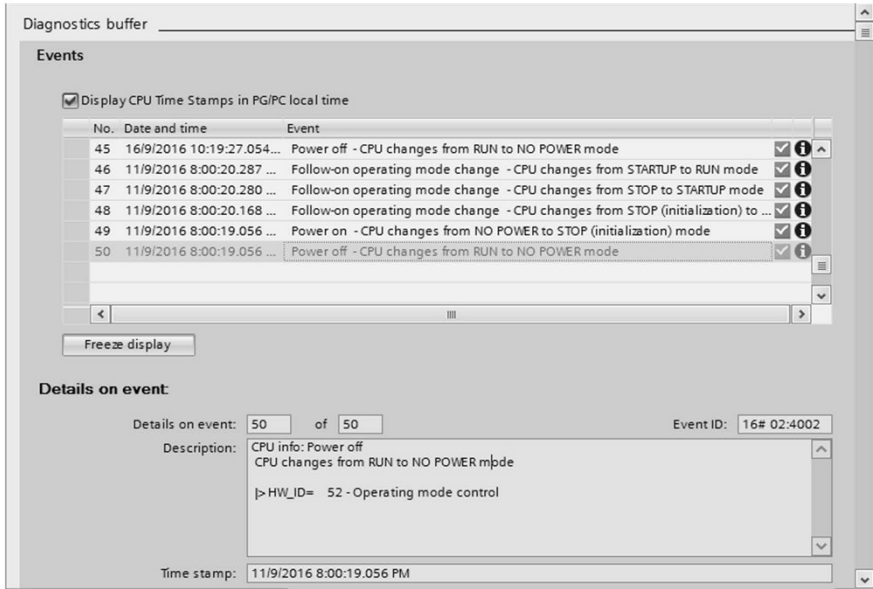 Diagnostics buffer
Events
Display CPU Time Stamps in PG/PC local time
No. Date and time Event
45 16/9/2016 10:19:27.054... Power off - CPU changes from RUN to NO POWER mode
46 11/9/2016 8:00:20.287 ... Follow-on operating mode change - CPU changes from STARTUP to RUN mode
47 11/9/2016 8:00:20.280 ... Follow-on operating mode change - CPU changes from STOP to STARTUP mode
48 11/9/2016 8:00:20.168 ... Follow-on operating mode change - CPU changes from STOP (initialization) to ...
49 11/9/2016 8:00:19.056 ... Power on - CPU changes from NO POWER to STOP (initialization) mode
50 11/9/2016 8:00:19.056 ... Power off - CPU changes from RUN to NO POWER mode
Freeze display
Details on event:
Details on event: 50 of 50 Event ID: 16# 02:4002
Description: CPU info: Power off
CPU changes from RUN to NO POWER mode
|> HW_ID= 52 - Operating mode control
Time stamp: 11/9/2016 8:00:19.056 PM